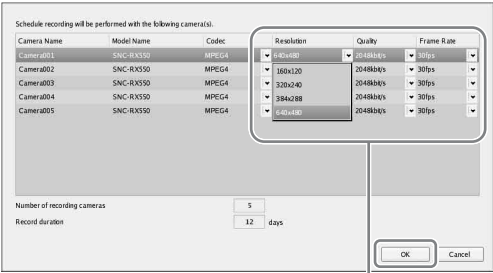 Schedule recording will be performed with the following camera(s).
Camera Name Model Name Codec Resolution Quality Frame Rate
Camera001 SNC-RX550 MPEG4 640x480 2048kbit/s 30fps
Camera002 SNC-RX550 MPEG4 160x120 2048kbit/s 30fps
Camera003 SNC-RX550 MPEG4 320x240 2048kbit/s 30fps
Camera004 SNC-RX550 MPEG4 384x288 2048kbit/s 30fps
Camera005 SNC-RX550 MPEG4 640x480 2048kbit/s 30fps
Number of recording cameras 5
Record duration 12 days
OK Cancel